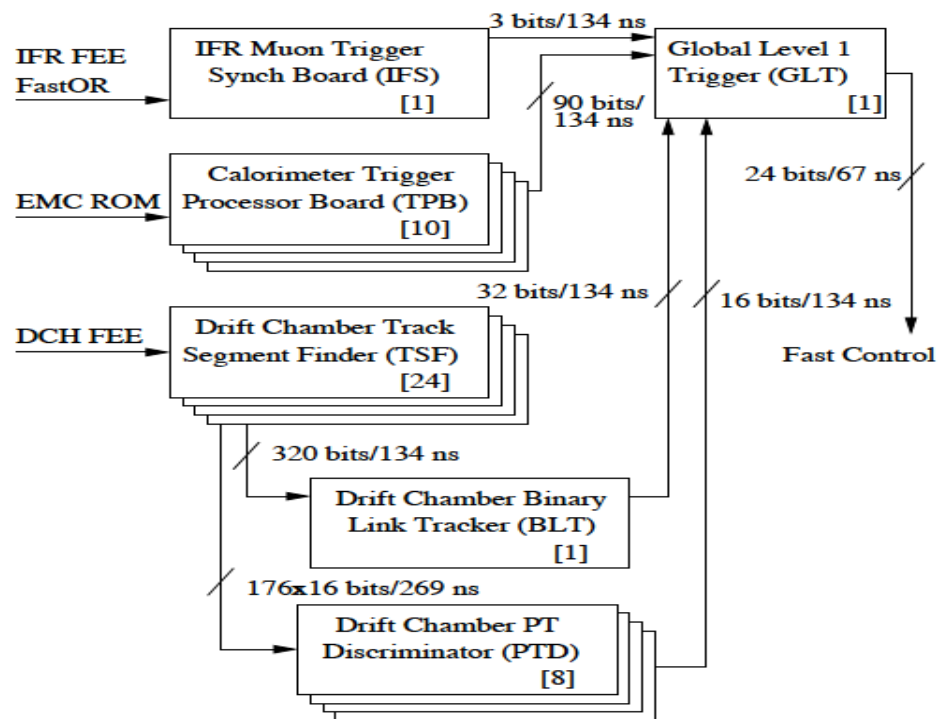 3 bits/134 ns
IFR FEE
FastOR
IFR Muon Trigger
Synch Board (IFS)
[1]
Global Level 1
Trigger (GLT)
[1]
90 bits/
134 ns
24 bits/67 ns
EMC ROM
Calorimeter Trigger
Processor Board (TPB)
[10]
32 bits/134 ns
16 bits/134 ns
DCH FEE
Drift Chamber Track
Segment Finder (TSF)
[24]
Fast Control
320 bits/134 ns
Drift Chamber Binary
Link Tracker (BLT)
[1]
176x16 bits/269 ns
Drift Chamber PT
Discriminator (PTD)
[8]